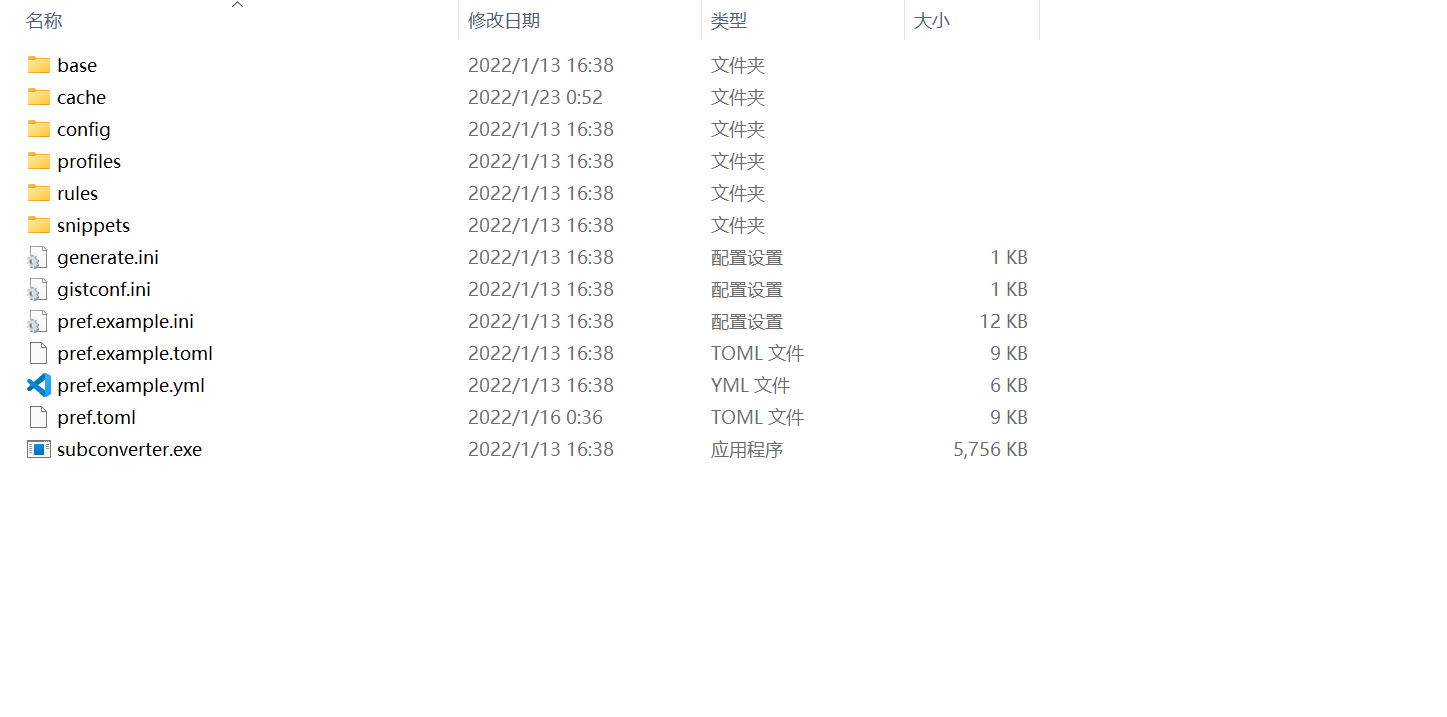 名称 修改日期 类型 大小
base 2022/1/13 16:38 文件夹
cache 2022/1/23 0:52 文件夹
config 2022/1/13 16:38 文件夹
profiles 2022/1/13 16:38 文件夹
rules 2022/1/13 16:38 文件夹
snippets 2022/1/13 16:38 文件夹
generate.ini 2022/1/13 16:38 配置设置 1 KB
gistconf.ini 2022/1/13 16:38 配置设置 1 KB
pref.example.ini 2022/1/13 16:38 配置设置 12 KB
pref.example.toml 2022/1/13 16:38 TOML 文件 9 KB
pref.example.yml 2022/1/13 16:38 YML 文件 6 KB
pref.toml 2022/1/16 0:36 TOML 文件 9 KB
subconverter.exe 2022/1/13 16:38 应用程序 5,756 KB